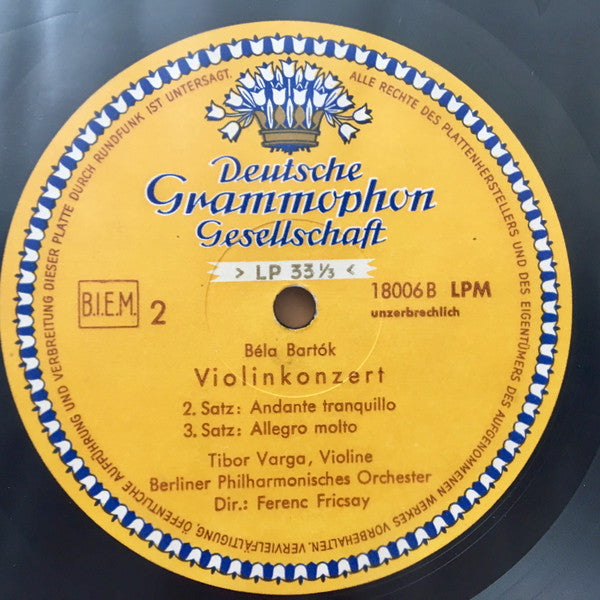 ALLE RECHTE DES PLATTENHERSTELLERS UND DES EIGENTÜMERS DES AUFGENOMMENEN WERKES VORBEHALTEN. VERVIELFÄLTIGUNG, ÖFFENTLICHE AUFFÜHRUNG UND VERBREITUNG DIESER PLATTE DURCH RUNDFUNK IST UNTERSAGT.
Deutsche
Grammophon
Gesellschaft
> LP 33 1/3 <
B.I.E.M. 2
18006 B LPM
unzerbrechlich
Béla Bartók
Violinkonzert
2. Satz: Andante tranquillo
3. Satz: Allegro molto
Tibor Varga, Violine
Berliner Philharmonisches Orchester
Dir.: Ferenc Fricsay